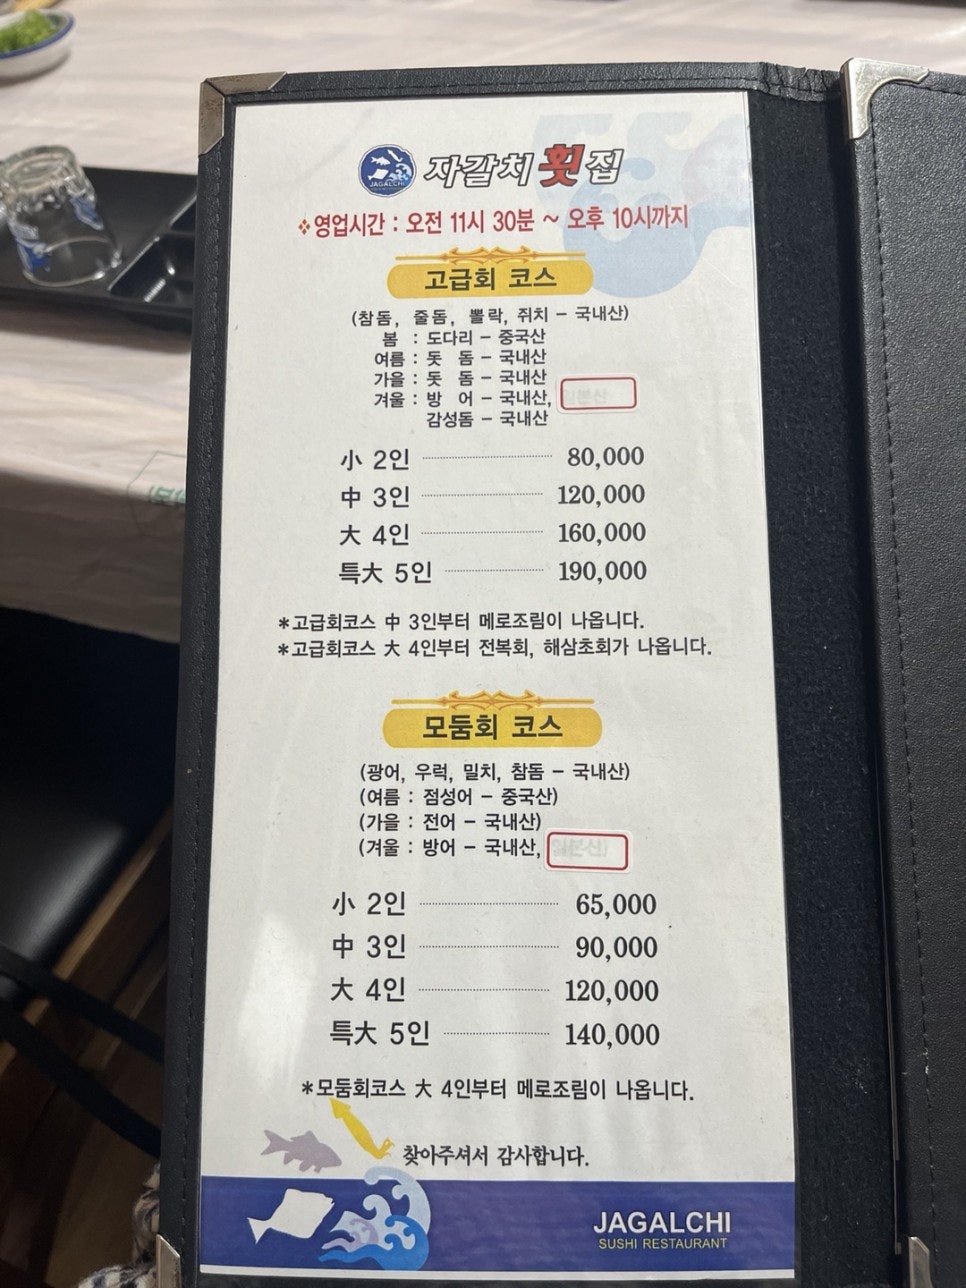 JAGALCHI
자갈치횟집
영업시간 : 오전 11시 30분 ~ 오후 10시까지
고급회 코스
(참돔, 줄돔, 뽈락, 쥐치 - 국내산)
봄 : 도다리 - 중국산
여름 : 돗 돔 - 국내산
가을 : 돗 돔 - 국내산
겨울 : 방 어 - 국내산, 일본산
감성돔 - 국내산
小 2인 80,000
中 3인 120,000
大 4인 160,000
특大 5인 190,000
*고급회코스 中 3인부터 메로조림이 나옵니다.
*고급회코스 大 4인부터 전복회, 해삼초회가 나옵니다.
모둠회 코스
(광어, 우럭, 밀치, 참돔 - 국내산)
(여름 : 점성어 - 중국산)
(가을 : 전어 - 국내산)
(겨울 : 방어 - 국내산, 일본산)
小 2인 65,000
中 3인 90,000
大 4인 120,000
특大 5인 140,000
*모둠회코스 大 4인부터 메로조림이 나옵니다.
찾아주셔서 감사합니다.
JAGALCHI
SUSHI RESTAURANT